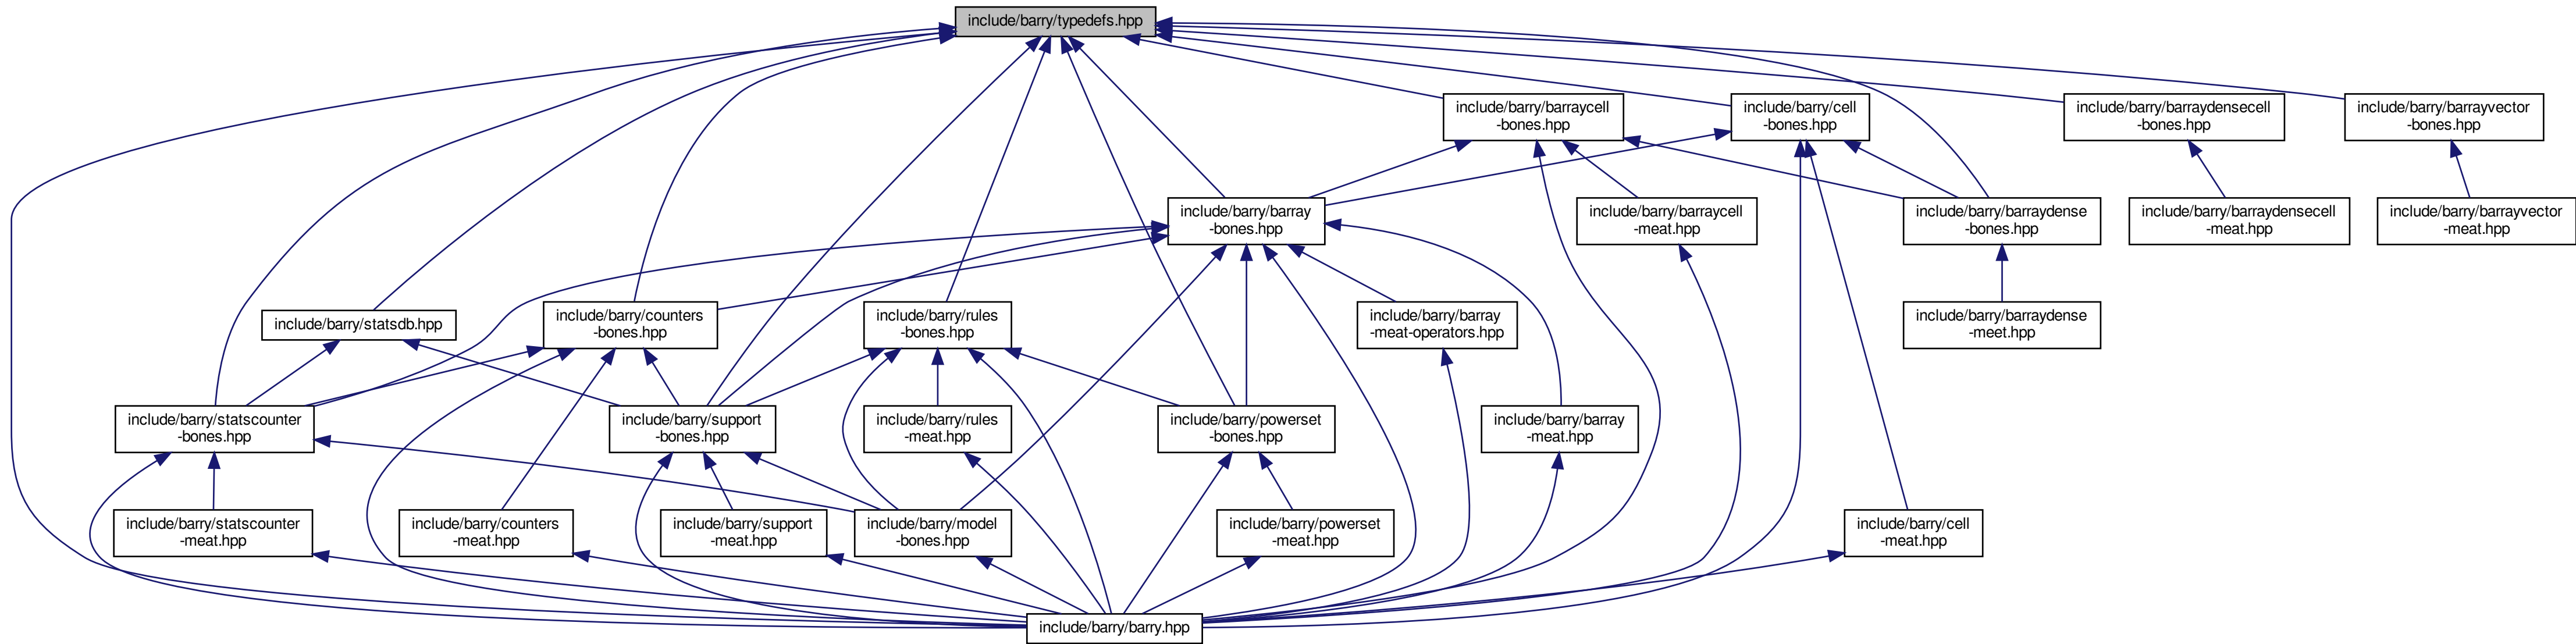 include/barry/typedefs.hpp
include/barry/barraycell
-bones.hpp
include/barry/cell
-bones.hpp
include/barry/barraydensecell
-bones.hpp
include/barry/barrayvector
-bones.hpp
include/barry/barray
-bones.hpp
include/barry/barraycell
-meat.hpp
include/barry/barraydense
-bones.hpp
include/barry/barraydensecell
-meat.hpp
include/barry/barrayvector
-meat.hpp
include/barry/statsdb.hpp
include/barry/counters
-bones.hpp
include/barry/rules
-bones.hpp
include/barry/barray
-meat-operators.hpp
include/barry/barraydense
-meet.hpp
include/barry/statscounter
-bones.hpp
include/barry/support
-bones.hpp
include/barry/rules
-meat.hpp
include/barry/powerset
-bones.hpp
include/barry/barray
-meat.hpp
include/barry/statscounter
-meat.hpp
include/barry/counters
-meat.hpp
include/barry/support
-meat.hpp
include/barry/model
-bones.hpp
include/barry/powerset
-meat.hpp
include/barry/cell
-meat.hpp
include/barry/barry.hpp